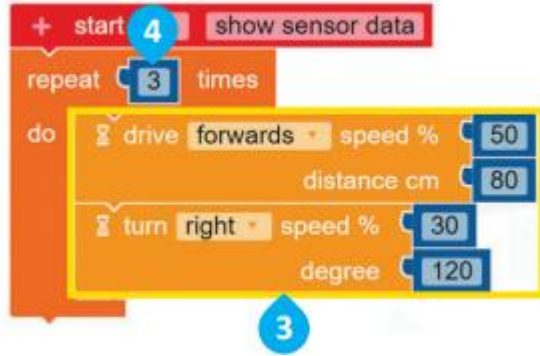 + start 4 show sensor data
repeat 3 times
do drive forwards speed % 50
distance cm 80
turn right speed % 30
degree 120
3